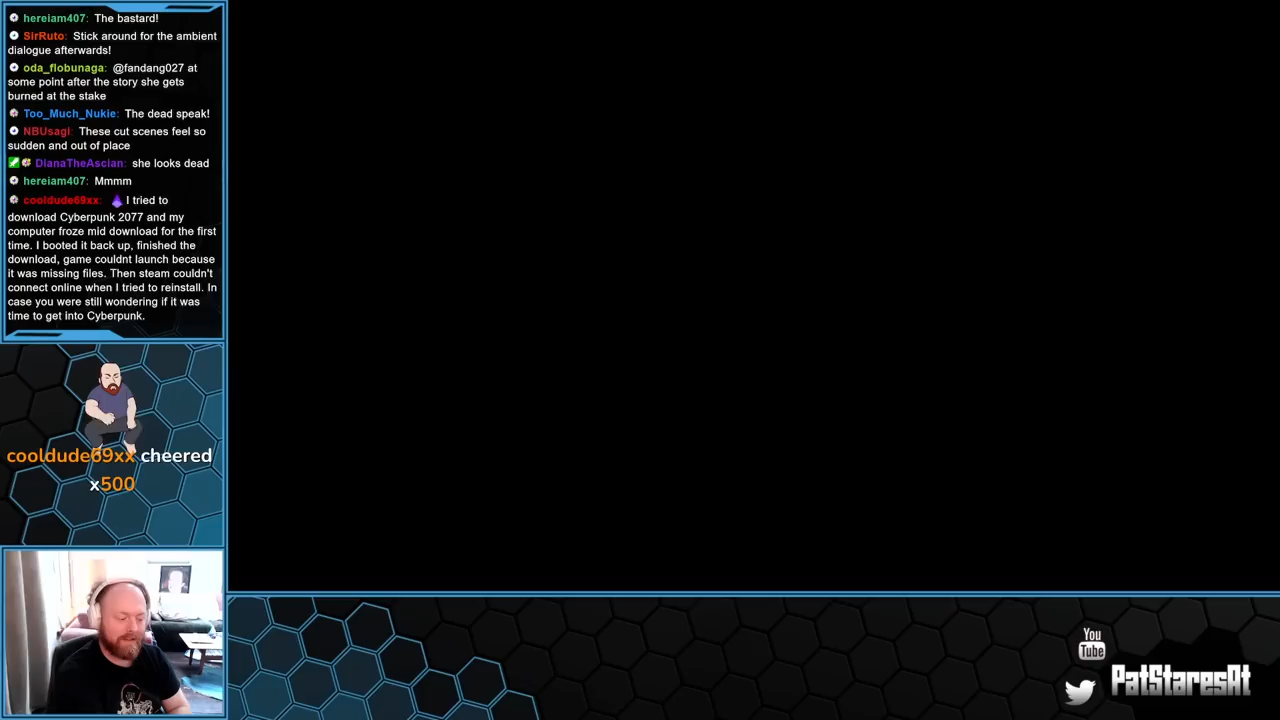 hereiam407: The bastard!
SirRuto: Stick around for the ambient
dialogue afterwards!
oda_flobunaga: @fandang027 at
some point after the story she gets
burned at the stake
Too_Much_Nukie: The dead speak!
NBUsagi: These cut scenes feel so
sudden and out of place
DianaTheAscian: she looks dead
hereiam407: Mmmm
cooldude69xx: I tried to
download Cyberpunk 2077 and my
computer froze mid download for the first
time. I booted it back up, finished the
download, game couldnt launch because
it was missing files. Then steam couldn't
connect online when I tried to reinstall. In
case you were still wondering if it was
time to get into Cyberpunk.
cooldude69xx cheered
x500
You
Tube
PatStaresAt